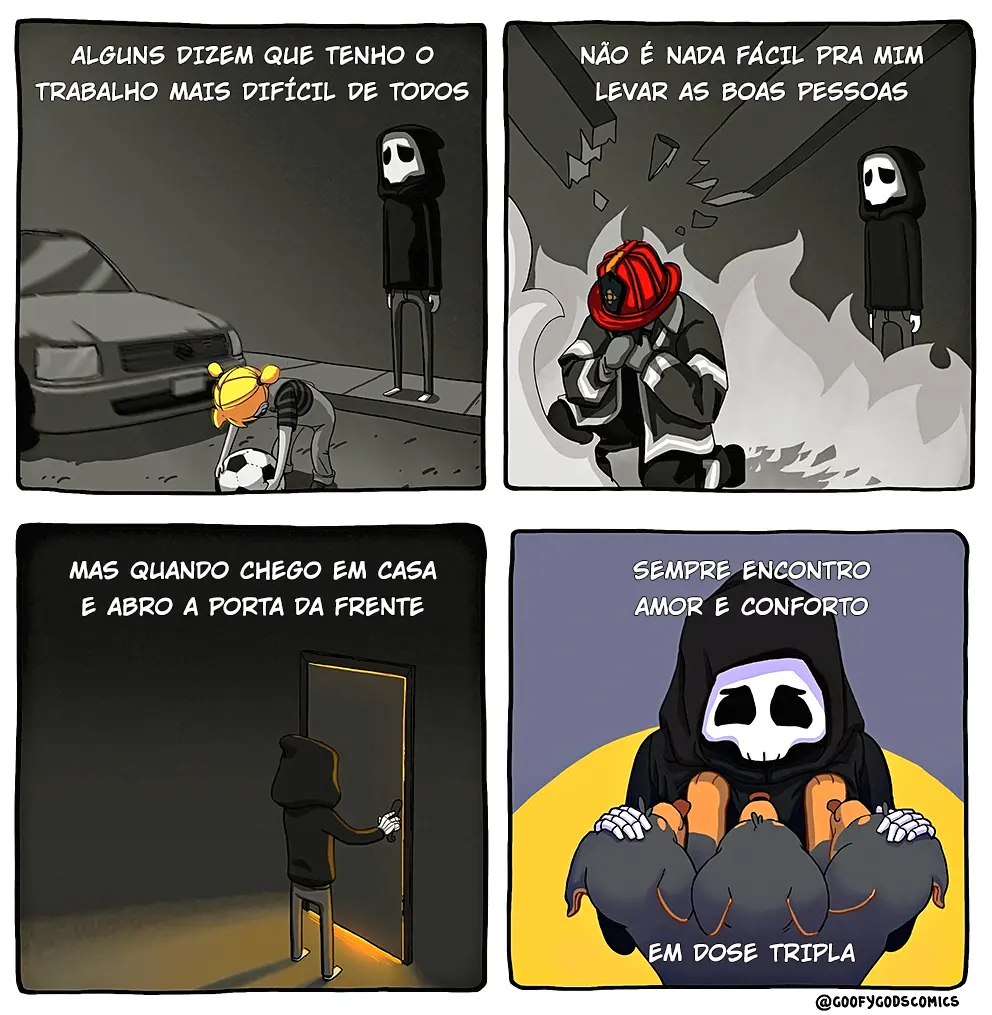 ALGUNS DIZEM QUE TENHO O
TRABALHO MAIS DIFÍCIL DE TODOS
NÃO É NADA FÁCIL PRA MIM
LEVAR AS BOAS PESSOAS
MAS QUANDO CHEGO EM CASA
E ABRO A PORTA DA FRENTE
SEMPRE ENCONTRO
AMOR E CONFORTO
EM DOSE TRIPLA
@GOOFYGODSCOMICS